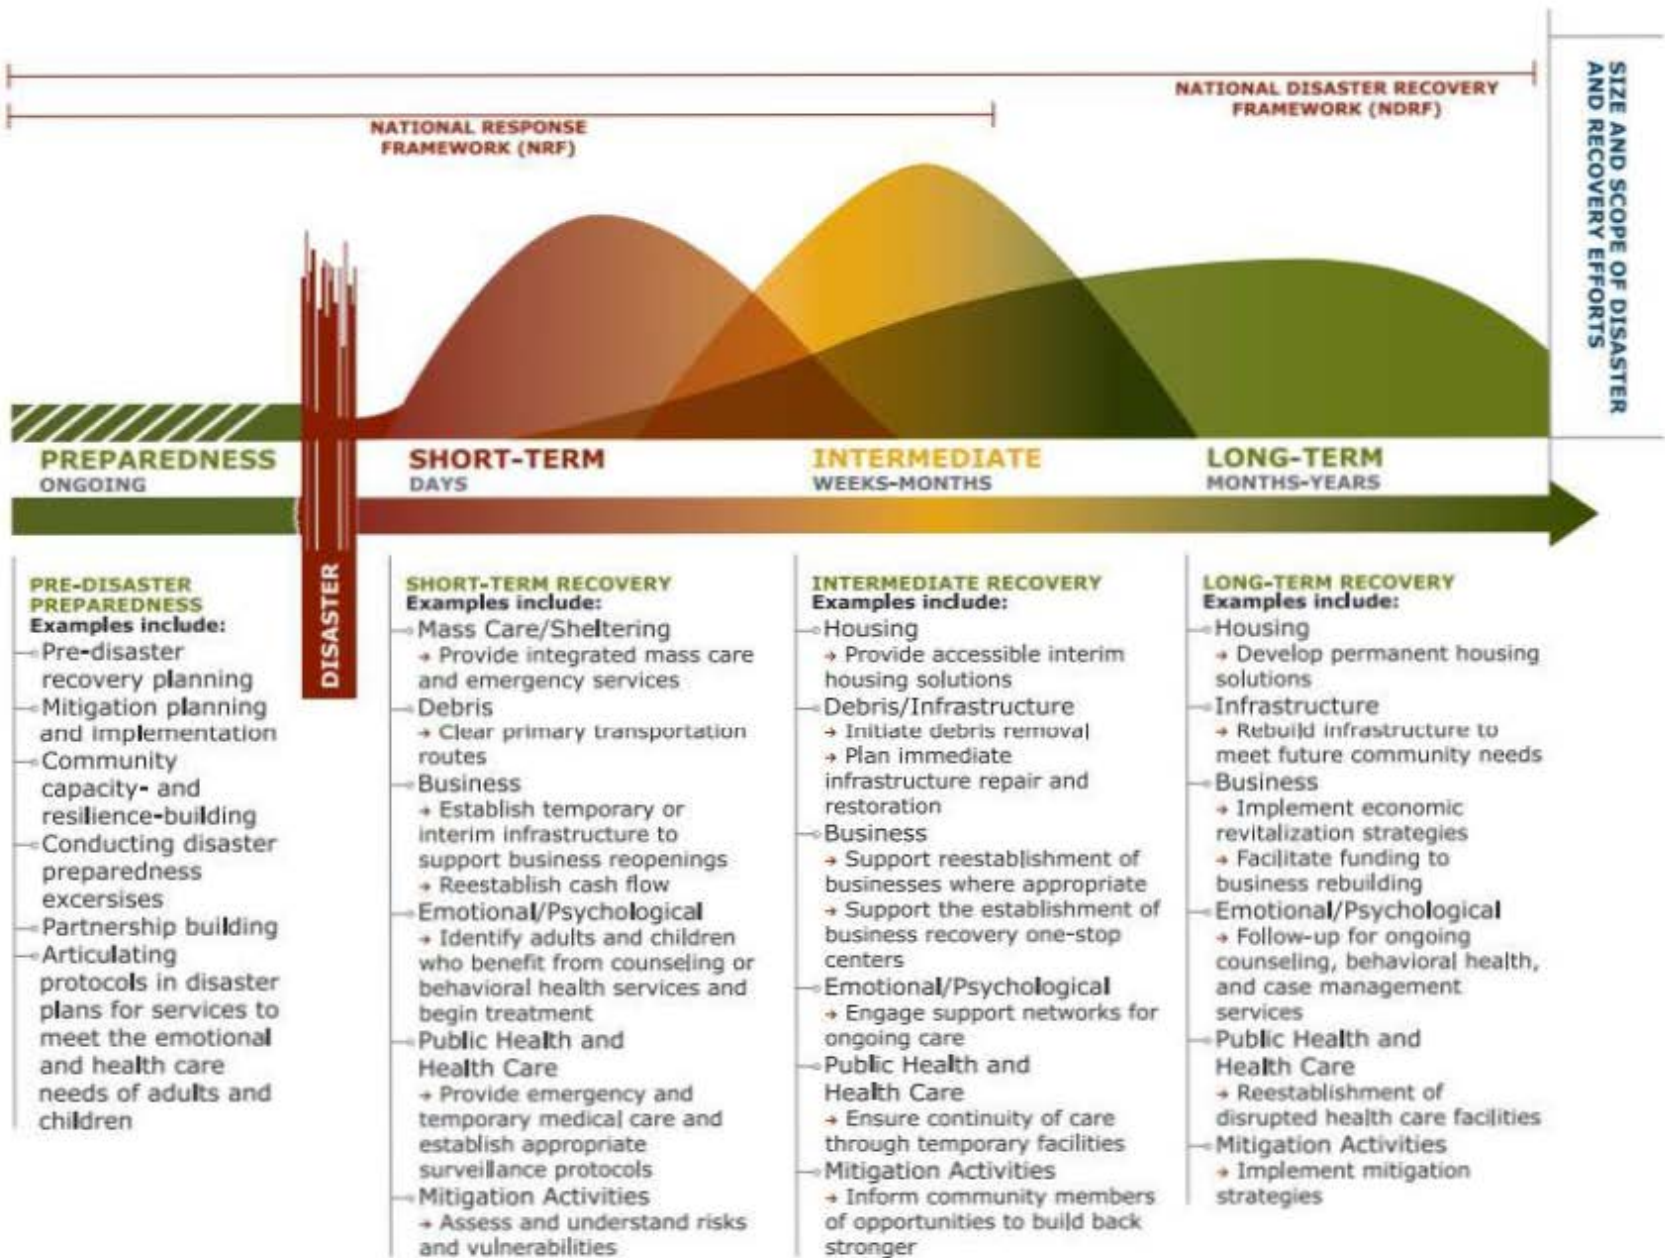 NATIONAL DISASTER RECOVERY
FRAMEWORK (NDRF)
NATIONAL RESPONSE
FRAMEWORK (NRF)
SIZE AND SCOPE OF DISASTER
AND RECOVERY EFFORTS
PREPAREDNESS
ONGOING
SHORT-TERM
DAYS
INTERMEDIATE
WEEKS-MONTHS
LONG-TERM
MONTHS-YEARS
DISASTER
PRE-DISASTER
PREPAREDNESS
Examples include:
Pre-disaster
recovery planning
Mitigation planning
and implementation
Community
capacity- and
resilience-building
Conducting disaster
preparedness
excersises
Partnership building
Articulating
protocols in disaster
plans for services to
meet the emotional
and health care
needs of adults and
children
SHORT-TERM RECOVERY
Examples include:
Mass Care/Sheltering
→ Provide integrated mass care
and emergency services
Debris
→ Clear primary transportation
routes
Business
→ Establish temporary or
interim infrastructure to
support business reopenings
→ Reestablish cash flow
Emotional/Psychological
→ Identify adults and children
who benefit from counseling or
behavioral health services and
begin treatment
Public Health and
Health Care
→ Provide emergency and
temporary medical care and
establish appropriate
surveillance protocols
Mitigation Activities
→ Assess and understand risks
and vulnerabilities
INTERMEDIATE RECOVERY
Examples include:
Housing
→ Provide accessible interim
housing solutions
Debris/Infrastructure
→ Initiate debris removal
→ Plan immediate
infrastructure repair and
restoration
Business
→ Support reestablishment of
businesses where appropriate
→ Support the establishment of
business recovery one-stop
centers
Emotional/Psychological
→ Engage support networks for
ongoing care
Public Health and
Health Care
→ Ensure continuity of care
through temporary facilities
Mitigation Activities
→ Inform community members
of opportunities to build back
stronger
LONG-TERM RECOVERY
Examples include:
Housing
→ Develop permanent housing
solutions
Infrastructure
→ Rebuild infrastructure to
meet future community needs
Business
→ Implement economic
revitalization strategies
→ Facilitate funding to
business rebuilding
Emotional/Psychological
→ Follow-up for ongoing
counseling, behavioral health,
and case management
services
Public Health and
Health Care
→ Reestablishment of
disrupted health care facilities
Mitigation Activities
→ Implement mitigation
strategies